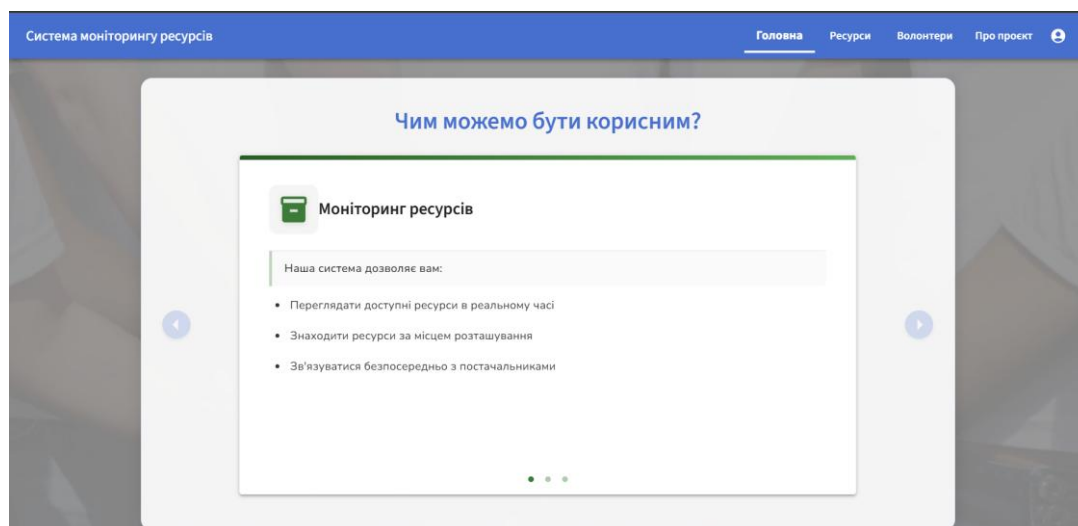 Система моніторингу ресурсів
Головна Ресурси Волонтери Про проєкт
Чим можемо бути корисним?
Моніторинг ресурсів
Наша система дозволяє вам:
• Переглядати доступні ресурси в реальному часі
• Знаходити ресурси за місцем розташування
• Зв'язуватися безпосередньо з постачальниками